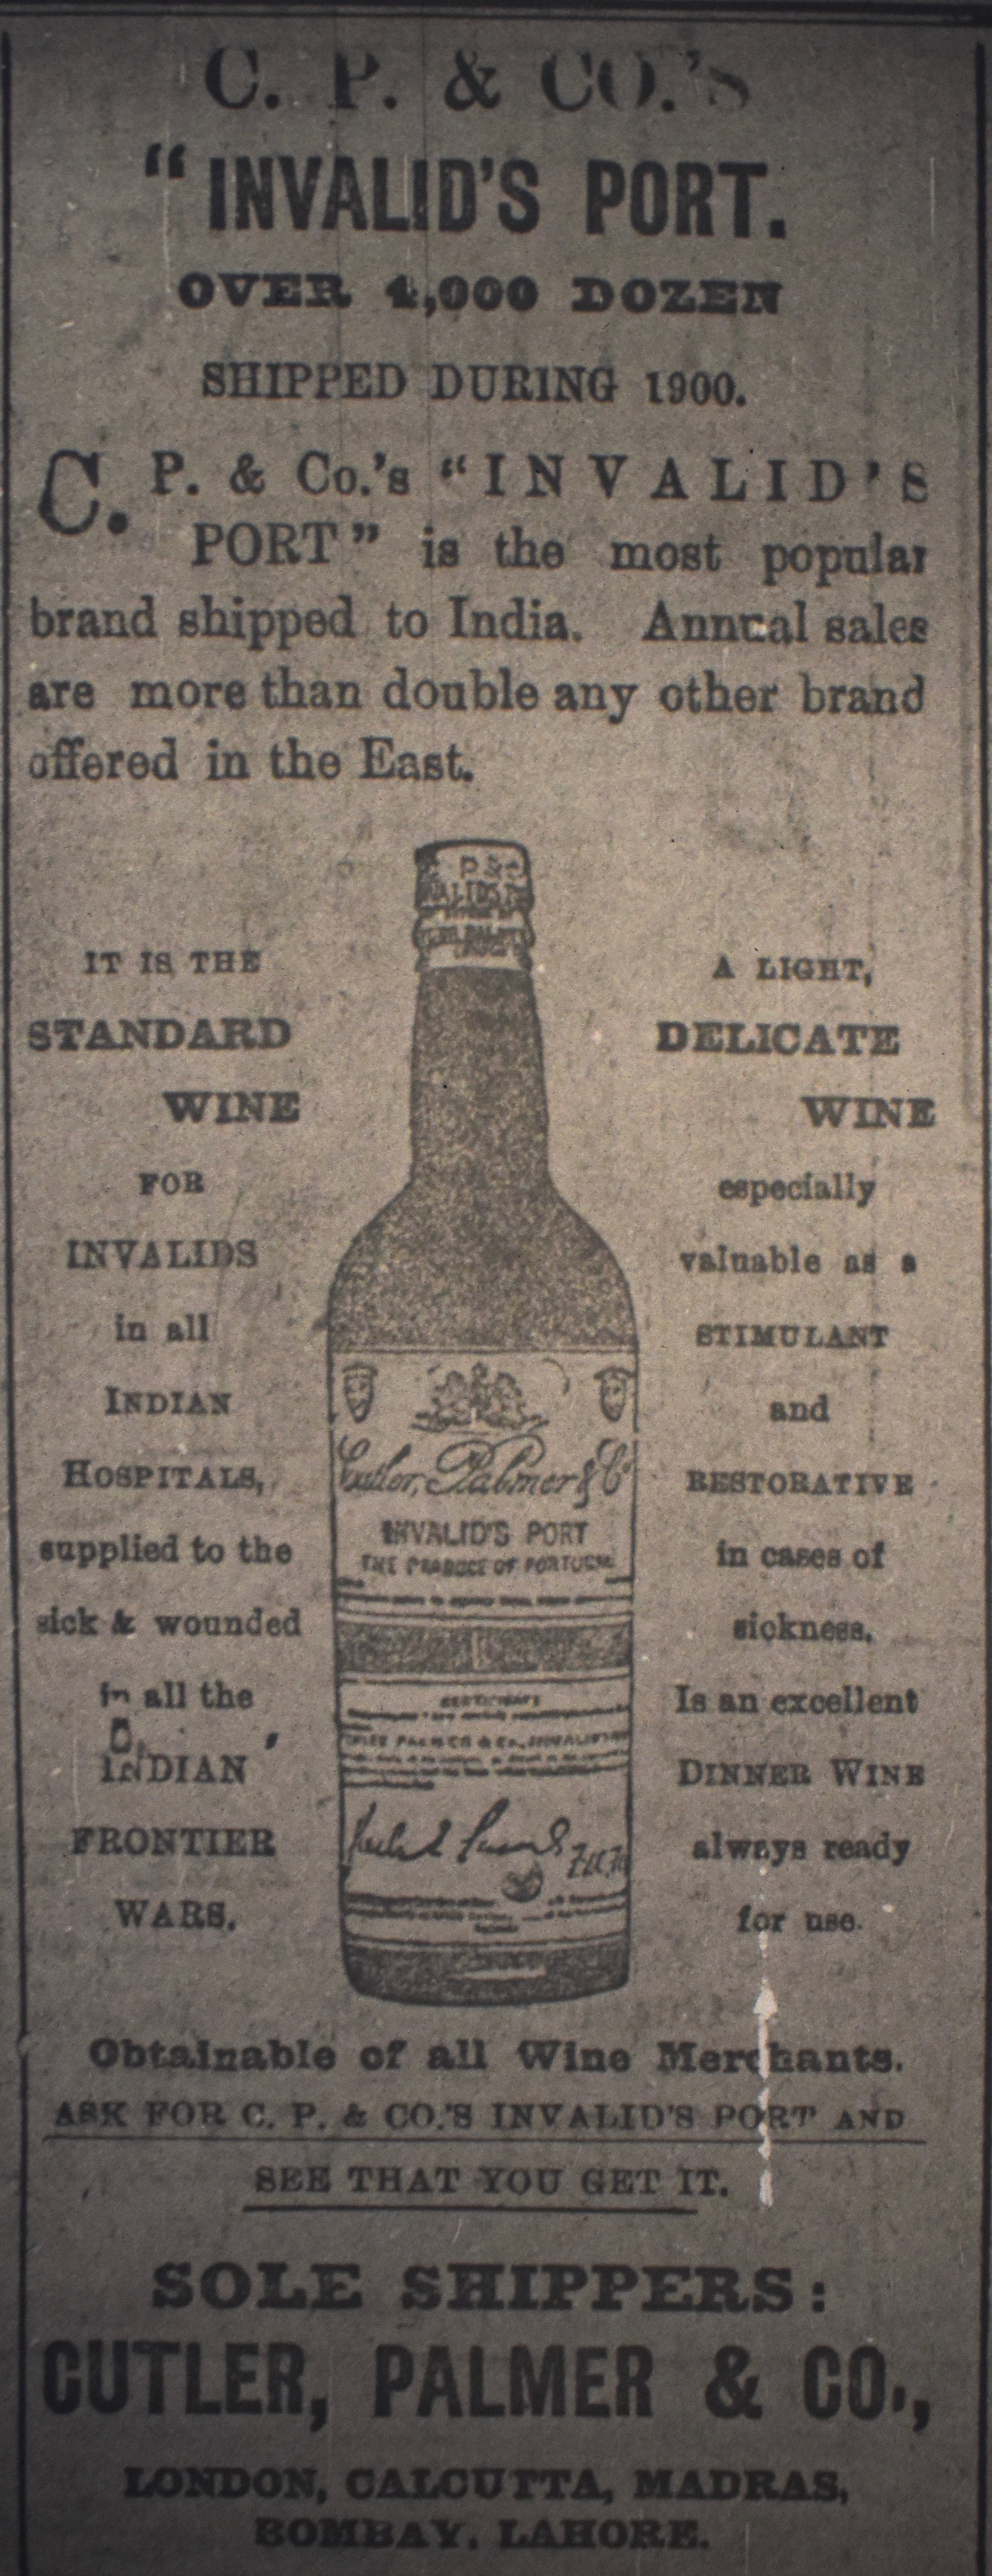 C. P. & CO.'S
"INVALID'S PORT.
OVER 4,000 DOZEN
SHIPPED DURING 1900.
C. P. & Co.'s "INVALID'S
PORT" is the most popular
brand shipped to India. Annual sales
are more than double any other brand
offered in the East.
IT IS THE
STANDARD
WINE
FOR
INVALIDS
in all
INDIAN
HOSPITALS,
supplied to the
sick & wounded
in all the
INDIAN
FRONTIER
WARS.
P &
Cutler, Palmer & Co
INVALID'S PORT
THE PRODUCE OF PORTUGAL
CERTIFICATE
PALMER & Co., INVALID'S
A LIGHT,
DELICATE
WINE
especially
valuable as a
STIMULANT
and
RESTORATIVE
in cases of
sickness.
Is an excellent
DINNER WINE
always ready
for use.
Obtainable of all Wine Merchants.
ASK FOR C. P. & CO.'S INVALID'S PORT AND
SEE THAT YOU GET IT.
SOLE SHIPPERS:
CUTLER, PALMER & CO.,
LONDON, CALCUTTA, MADRAS,
BOMBAY, LAHORE.